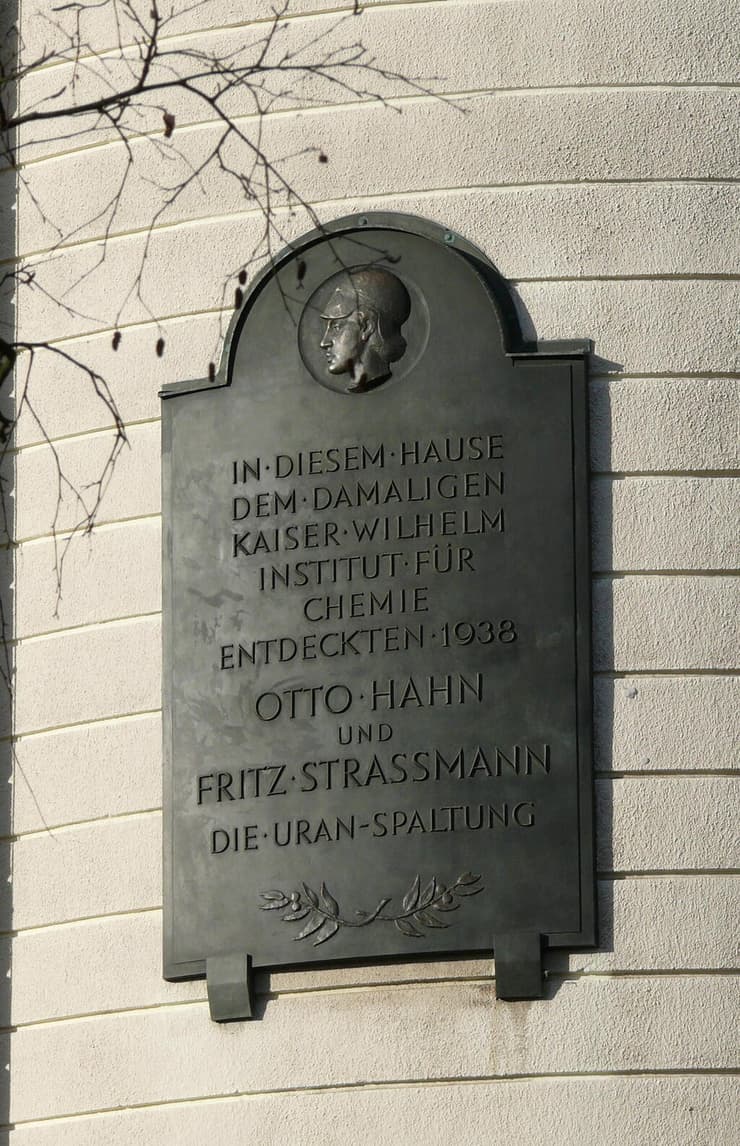 IN·DIESEM·HAUSE
DEM·DAMALIGEN
KAISER·WILHELM
INSTITUT·FÜR
CHEMIE
ENTDECKTEN·1938
OTTO·HAHN
UND
FRITZ·STRASSMANN
DIE·URAN-SPALTUNG